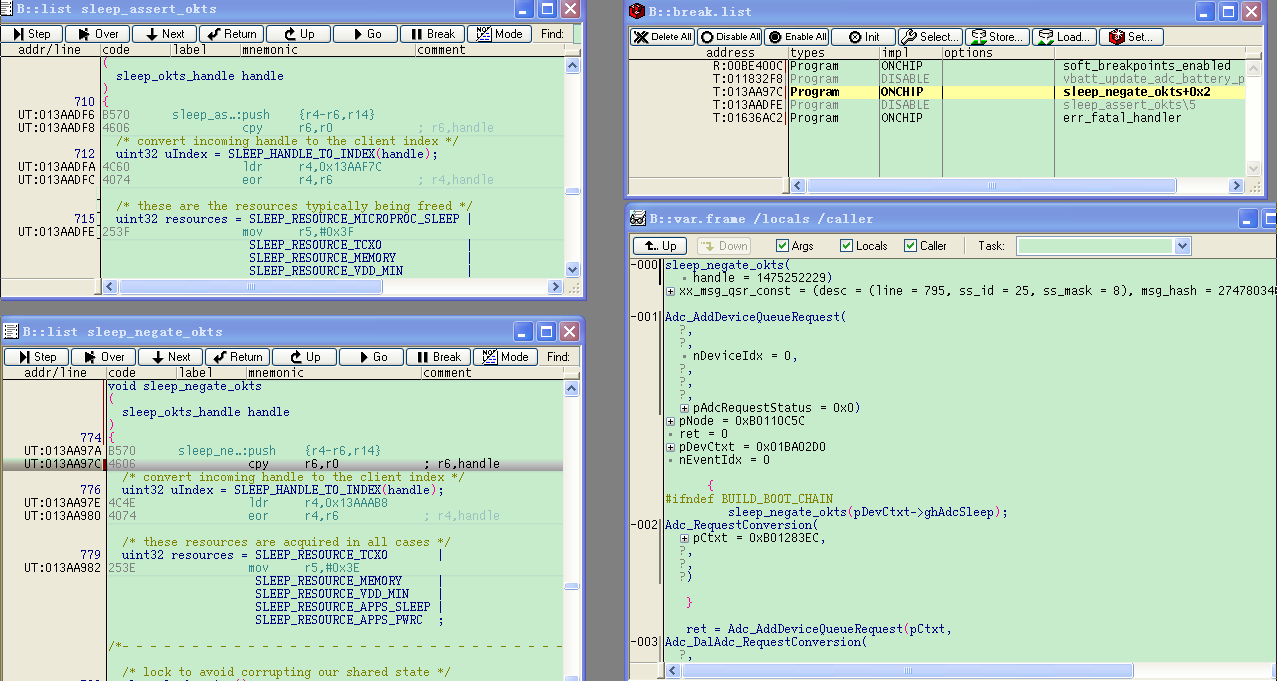 B::list sleep_assert_okts
Step Over Next Return Up Go Break Mode Find:
addr/line code label mnemonic comment
(
sleep_okts_handle handle
)
710 {
UT:013AADF6 B570 sleep_as..:push {r4-r6,r14}
UT:013AADF8 4606 cpy r6,r0 ; r6,handle
/* convert incoming handle to the client index */
712 uint32 uIndex = SLEEP_HANDLE_TO_INDEX(handle);
UT:013AADFA 4C60 ldr r4,0x13AAF7C
UT:013AADFC 4074 eor r4,r6 ; r4,handle
/* these are the resources typically being freed */
715 uint32 resources = SLEEP_RESOURCE_MICROPROC_SLEEP |
UT:013AADFE 253F mov r5,#0x3F
SLEEP_RESOURCE_TCXO |
SLEEP_RESOURCE_MEMORY |
SLEEP_RESOURCE_VDD_MIN |
B::list sleep_negate_okts
Step Over Next Return Up Go Break Mode Find:
addr/line code label mnemonic comment
void sleep_negate_okts
(
sleep_okts_handle handle
)
774 {
UT:013AA97A B570 sleep_ne..:push {r4-r6,r14}
UT:013AA97C 4606 cpy r6,r0 ; r6,handle
/* convert incoming handle to the client index */
776 uint32 uIndex = SLEEP_HANDLE_TO_INDEX(handle);
UT:013AA97E 4C4E ldr r4,0x13AAAB8
UT:013AA980 4074 eor r4,r6 ; r4,handle
/* these resources are acquired in all cases */
779 uint32 resources = SLEEP_RESOURCE_TCXO |
UT:013AA982 253E mov r5,#0x3E
SLEEP_RESOURCE_MEMORY |
SLEEP_RESOURCE_VDD_MIN |
SLEEP_RESOURCE_APPS_SLEEP |
SLEEP_RESOURCE_APPS_PWRC ;
/*- - - - - - - - - - - - - - - - - - - - - - - - - - - - - - - -
/* lock to avoid corrupting our shared state */
B::break.list
Delete All Disable All Enable All Init Select... Store... Load... Set...
address types impl options
R:00BE400C Program ONCHIP soft_breakpoints_enabled
T:011832F8 Program DISABLE vbatt_update_adc_battery_p
T:013AA97C Program ONCHIP sleep_negate_okts+0x2
T:013AADFE Program DISABLE sleep_assert_okts\5
T:01636AC2 Program ONCHIP err_fatal_handler
B::var.frame /locals /caller
Up Down Args Locals Caller Task:
-000 sleep_negate_okts(
handle = 1475252229)
xx_msg_qsr_const = (desc = (line = 795, ss_id = 25, ss_mask = 8), msg_hash = 27478034
-001 Adc_AddDeviceQueueRequest(
?,
?,
nDeviceIdx = 0,
?,
?,
?,
pAdcRequestStatus = 0x0)
pNode = 0xB0110C5C
ret = 0
pDevCtxt = 0x01BA02D0
nEventIdx = 0
{
#ifndef BUILD_BOOT_CHAIN
sleep_negate_okts(pDevCtxt->ghAdcSleep);
-002 Adc_RequestConversion(
pCtxt = 0xB01283EC,
?,
?,
?)
}
ret = Adc_AddDeviceQueueRequest(pCtxt,
-003 Adc_DalAdc_RequestConversion(
?,